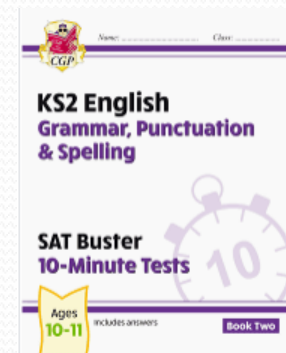 Name:
Class:
CGP
KS2 English
Grammar, Punctuation
& Spelling
SAT Buster
10-Minute Tests
10
Ages
10-11
includes answers
Book Two